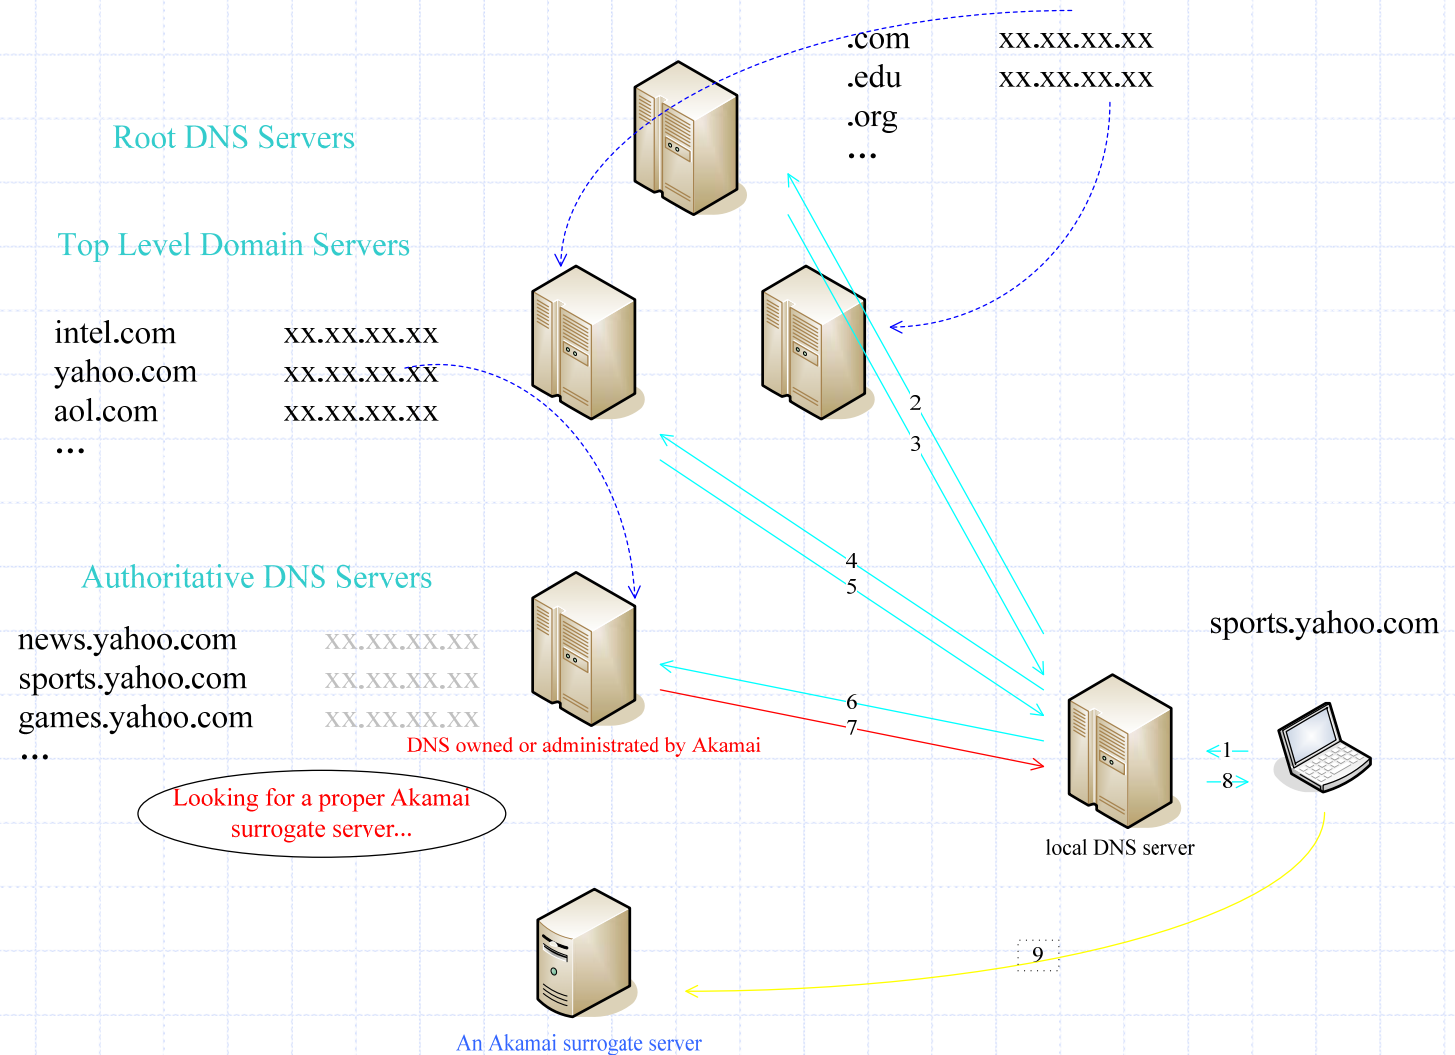 .com xx.xx.xx.xx
.edu xx.xx.xx.xx
.org
...
Root DNS Servers
Top Level Domain Servers
intel.com xx.xx.xx.xx
yahoo.com xx.xx.xx.xx
aol.com xx.xx.xx.xx
...
2
3
4
5
Authoritative DNS Servers
news.yahoo.com xx.xx.xx.xx
sports.yahoo.com xx.xx.xx.xx
games.yahoo.com xx.xx.xx.xx
...
DNS owned or administrated by Akamai
Looking for a proper Akamai
surrogate server...
6
7
sports.yahoo.com
1
8
local DNS server
9
An Akamai surrogate server